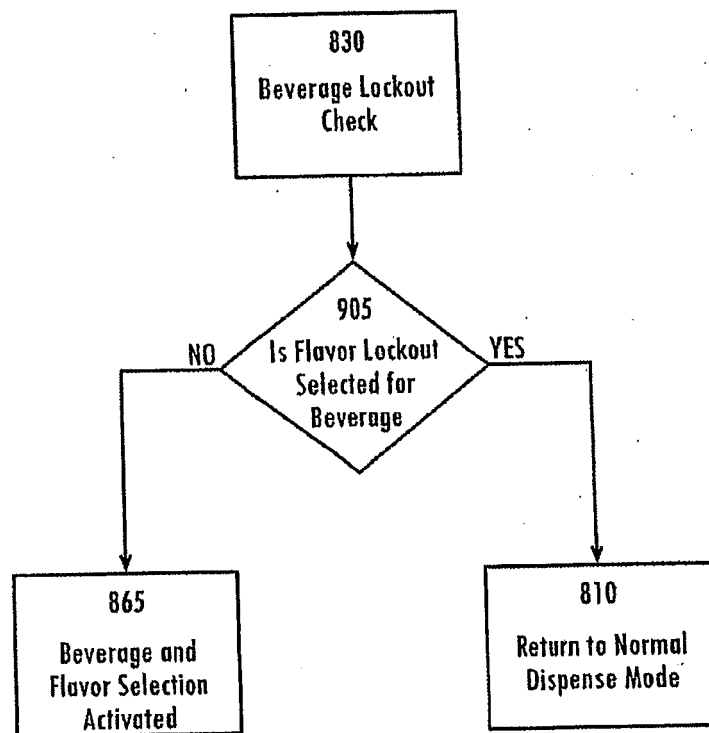 830
Beverage Lockout
Check
905
Is Flavor Lockout
Selected for
Beverage
NO
YES
865
Beverage and
Flavor Selection
Activated
810
Return to Normal
Dispense Mode